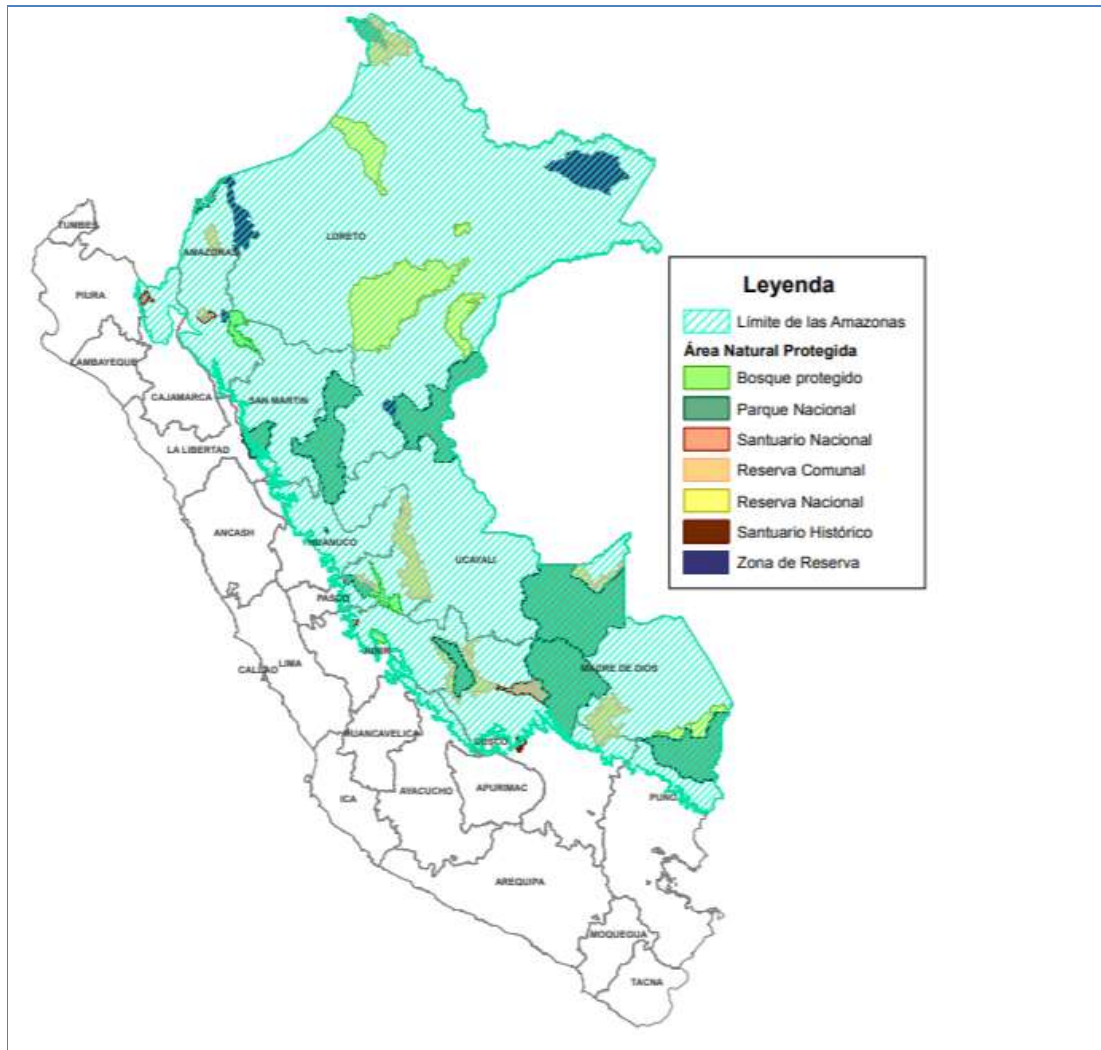 TUMBES
PIURA
AMAZORAS
LORETO
LAMBAYEQUE
CAJAMARCA
SAN MARTIN
LA LIBERTAD
ANCASH
HUANUCO
UCAYALI
PASCO
JUNIN
CALLAO
LIMA
MADRE DE DIOS
HUANCAVELICA
CUSCO
ICA
AYACUCHO
APURIMAC
PUNO
AREQUIPA
MOQUEGUA
TACNA
Leyenda
Límite de las Amazonas
Área Natural Protegida
Bosque protegido
Parque Nacional
Santuario Nacional
Reserva Comunal
Reserva Nacional
Santuario Histórico
Zona de Reserva